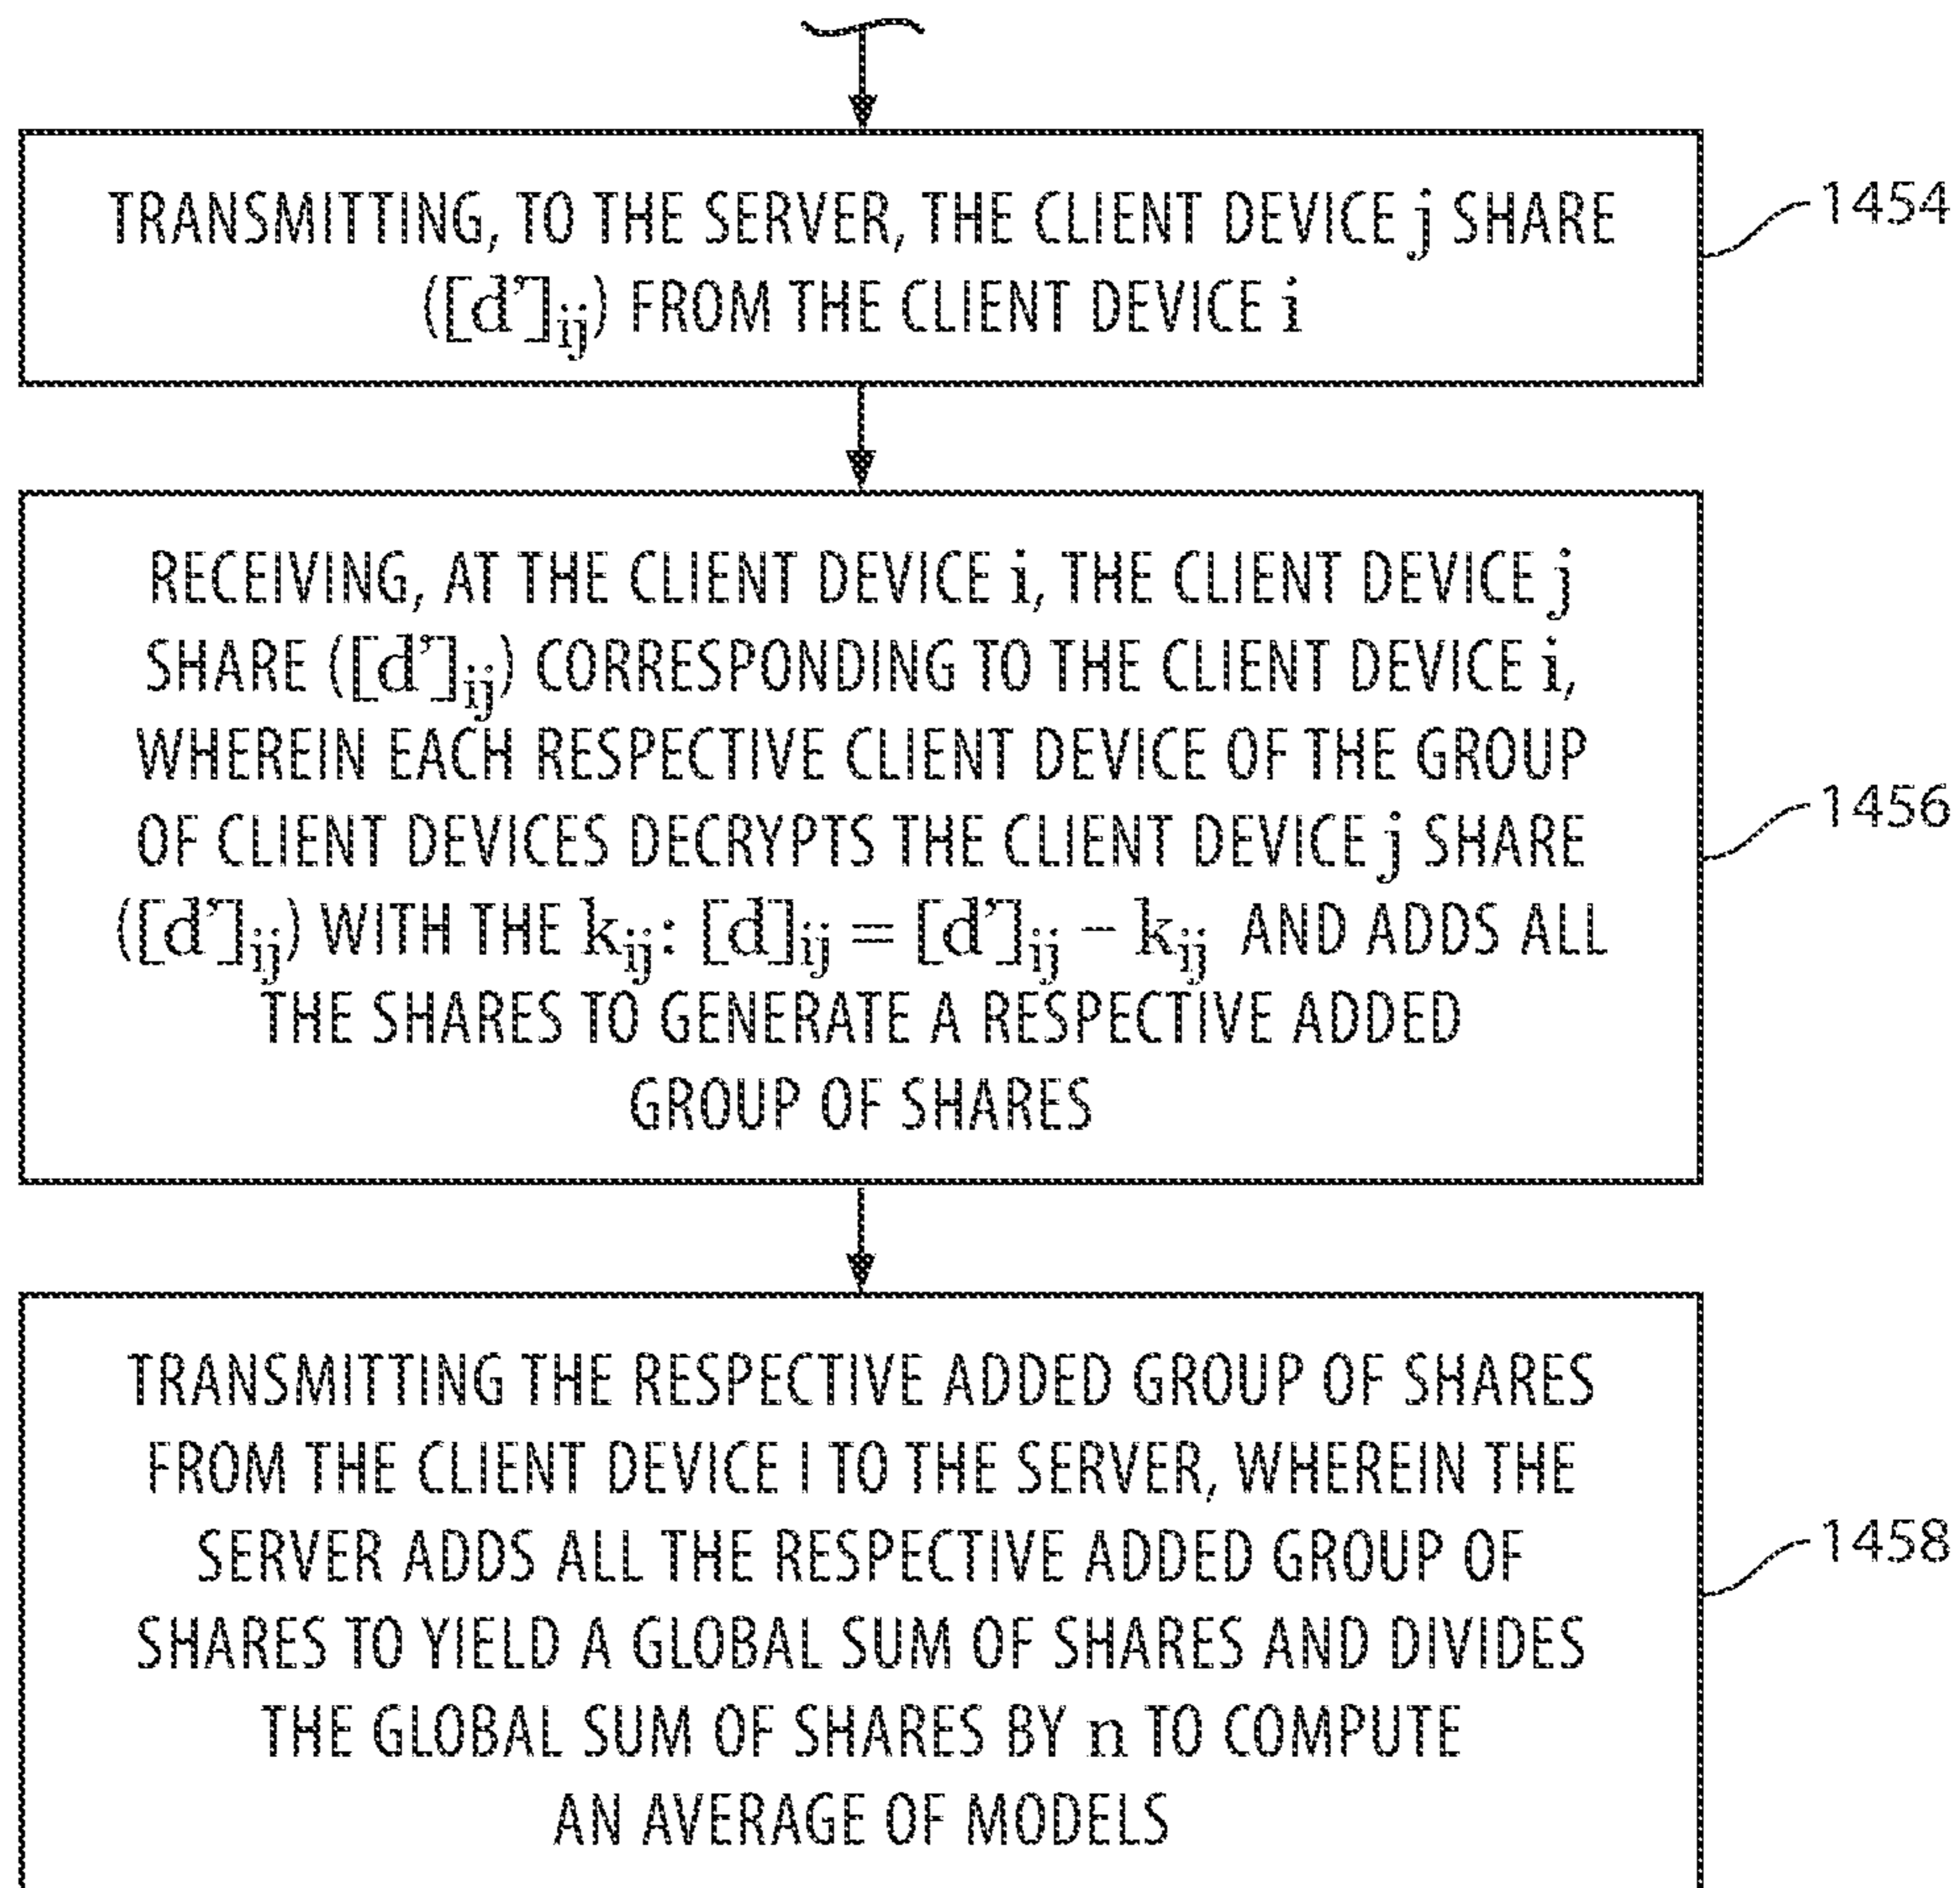 TRANSMITTING, TO THE SERVER, THE CLIENT DEVICE j SHARE
([d']ij) FROM THE CLIENT DEVICE i
1454
RECEIVING, AT THE CLIENT DEVICE i, THE CLIENT DEVICE j
SHARE ([d']ij) CORRESPONDING TO THE CLIENT DEVICE i,
WHEREIN EACH RESPECTIVE CLIENT DEVICE OF THE GROUP
OF CLIENT DEVICES DECRYPTS THE CLIENT DEVICE j SHARE
([d']ij) WITH THE kij: [d]ij = [d']ij - kij AND ADDS ALL
THE SHARES TO GENERATE A RESPECTIVE ADDED
GROUP OF SHARES
1456
TRANSMITTING THE RESPECTIVE ADDED GROUP OF SHARES
FROM THE CLIENT DEVICE I TO THE SERVER, WHEREIN THE
SERVER ADDS ALL THE RESPECTIVE ADDED GROUP OF
SHARES TO YIELD A GLOBAL SUM OF SHARES AND DIVIDES
THE GLOBAL SUM OF SHARES BY n TO COMPUTE
AN AVERAGE OF MODELS
1458